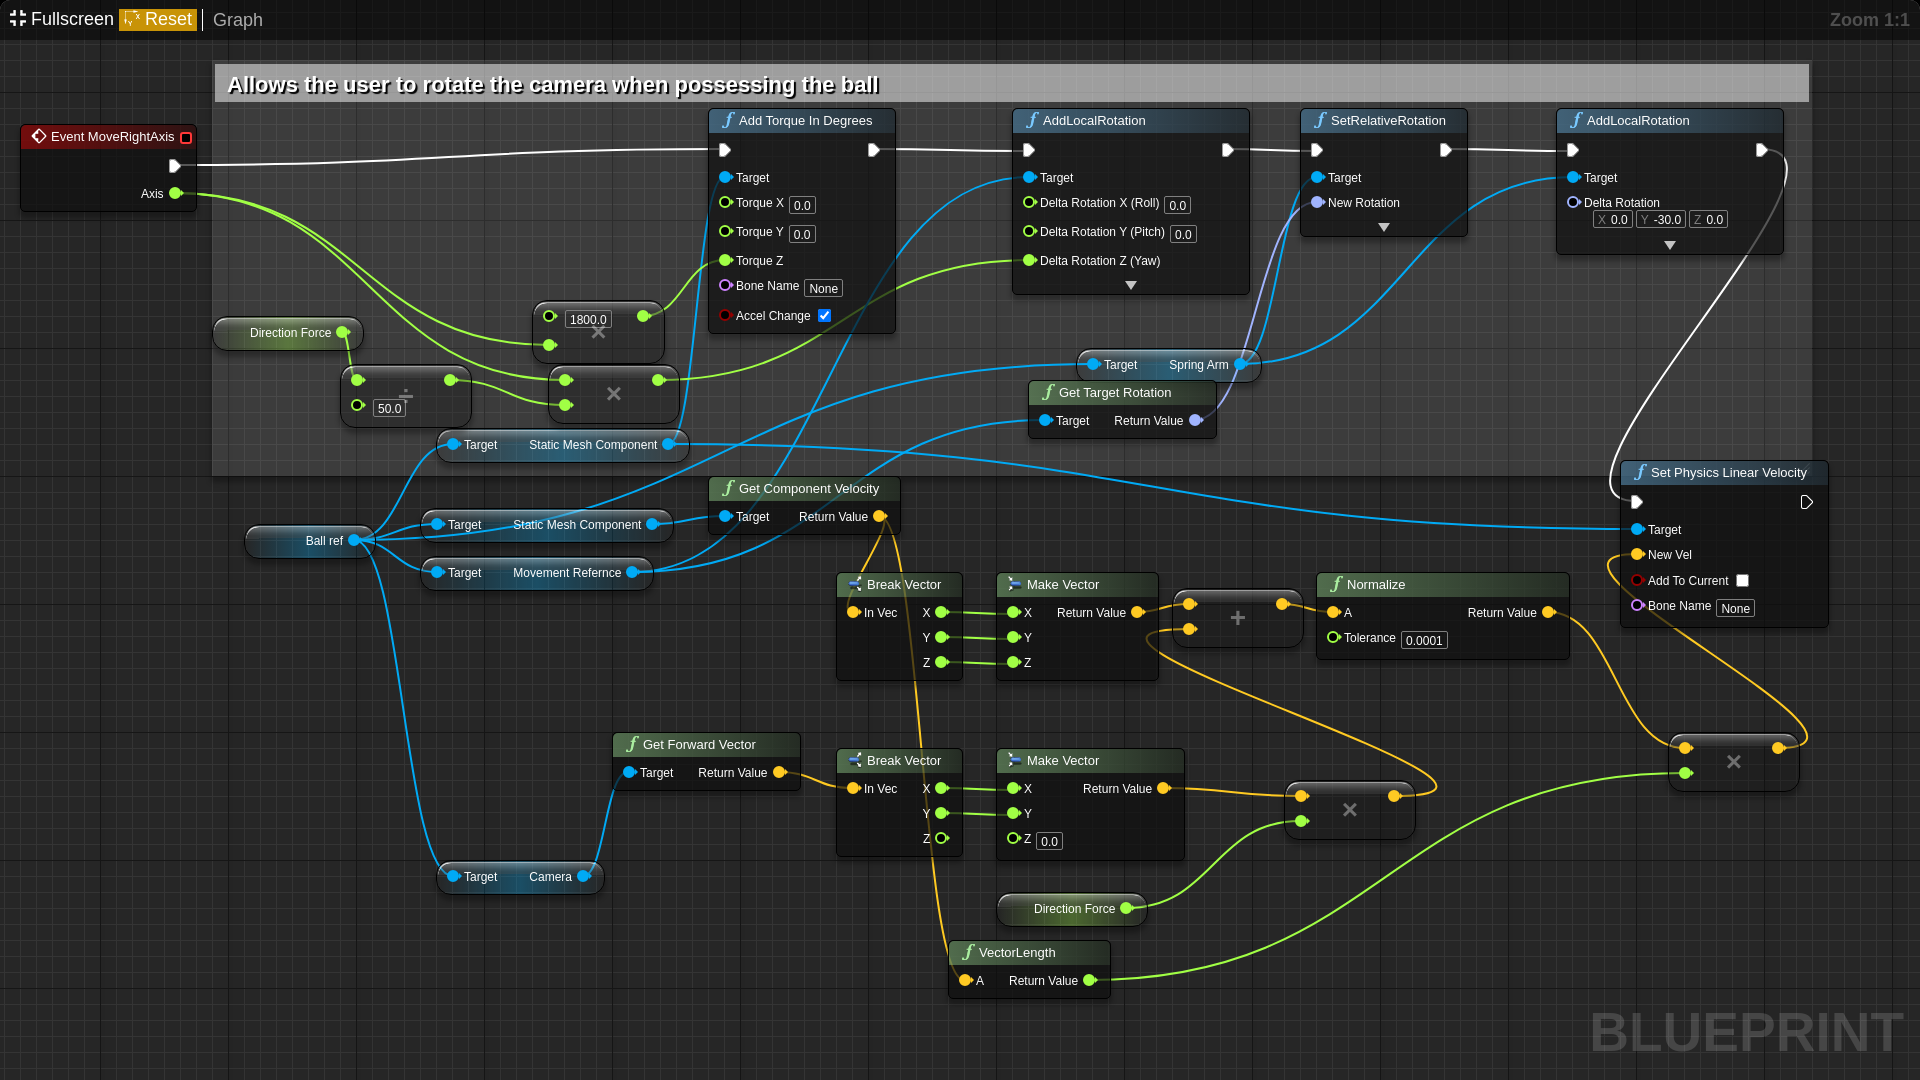 Fullscreen Reset Graph Zoom 1:1
Allows the user to rotate the camera when possessing the ball
Event MoveRightAxis
Axis
Add Torque In Degrees
Target
Torque X 0.0
Torque Y 0.0
Torque Z
Bone Name None
Accel Change
AddLocalRotation
Target
Delta Rotation X (Roll) 0.0
Delta Rotation Y (Pitch) 0.0
Delta Rotation Z (Yaw)
SetRelativeRotation
Target
New Rotation
AddLocalRotation
Target
Delta Rotation
X 0.0 Y -30.0 Z 0.0
1800.0
×
Direction Force
÷
50.0
×
Target Spring Arm
Get Target Rotation
Target Return Value
Target Static Mesh Component
Set Physics Linear Velocity
Target
New Vel
Add To Current
Bone Name None
Get Component Velocity
Target Return Value
Ball ref
Target Static Mesh Component
Target Movement Refernce
Break Vector
In Vec X
Y
Z
Make Vector
X Return Value
Y
Z
+
Normalize
A Return Value
Tolerance 0.0001
×
Get Forward Vector
Target Return Value
Break Vector
In Vec X
Y
Z
Make Vector
X Return Value
Y
Z 0.0
×
Target Camera
Direction Force
VectorLength
A Return Value
BLUEPRINT